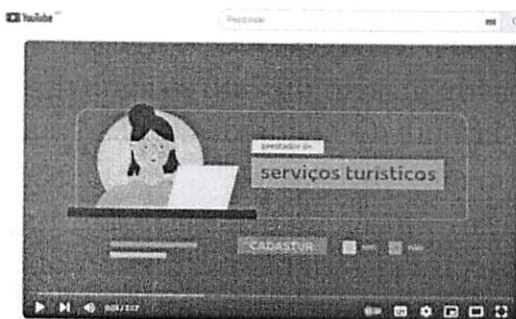 YouTube
Pesquisar
prestador de
serviços turísticos
CADASTUR sim não